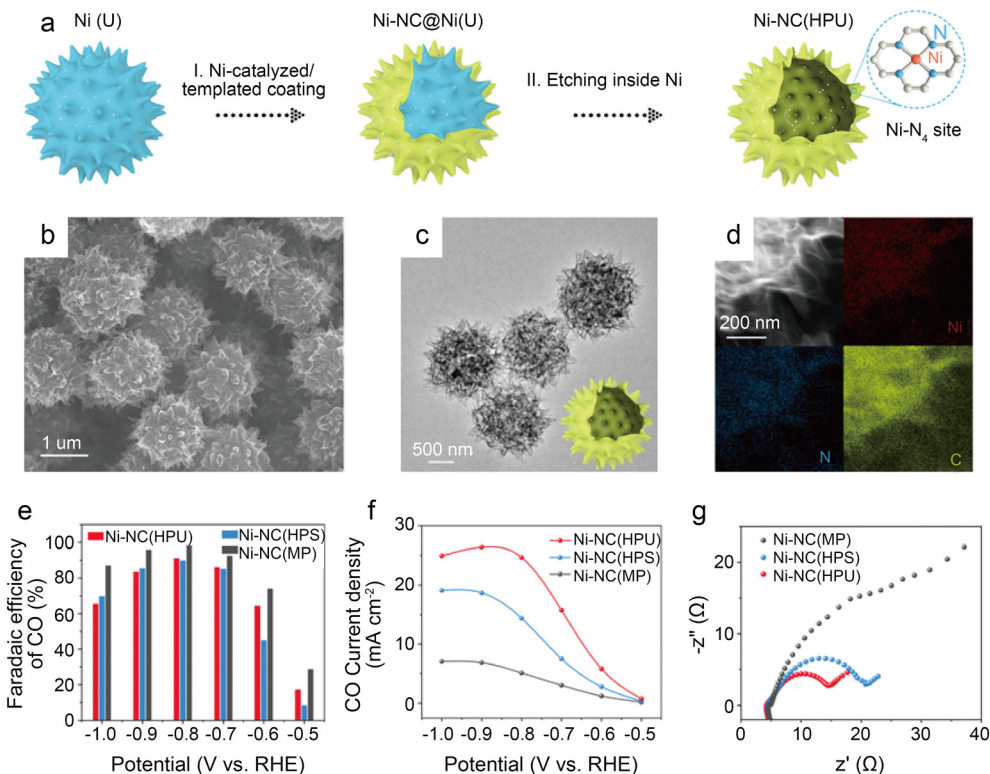 a
Ni (U)
Ni-NC@Ni(U)
Ni-NC(HPU)
I. Ni-catalyzed/
templated coating
II. Etching inside Ni
N
Ni
Ni-N4 site
b
1 um
c
500 nm
d
200 nm
Ni
N
C
e
Faradaic efficiency
of CO (%)
100
80
60
40
20
0
Ni-NC(HPU)
Ni-NC(HPS)
Ni-NC(MP)
-1.0 -0.9 -0.8 -0.7 -0.6 -0.5
Potential (V vs. RHE)
f
CO Current density
(mA cm-2)
30
20
10
0
Ni-NC(HPU)
Ni-NC(HPS)
Ni-NC(MP)
-1.0 -0.9 -0.8 -0.7 -0.6 -0.5
Potential (V vs. RHE)
g
-z" (Ω)
-20
-10
0
Ni-NC(MP)
Ni-NC(HPS)
Ni-NC(HPU)
0 10 20 30 40
z' (Ω)